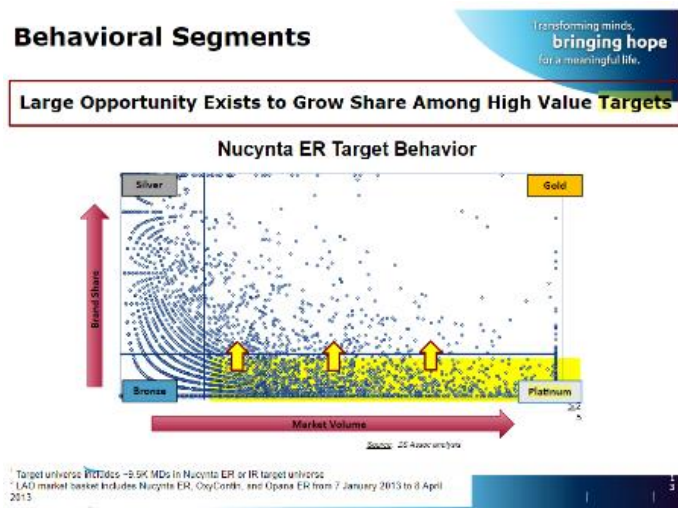 Behavioral Segments
Transforming minds,
bringing hope
for a meaningful life.
Large Opportunity Exists to Grow Share Among High Value Targets
Nucynta ER Target Behavior
Silver
Gold
Brand Share
Bronze
Platinum
Market Volume
Source: ZS Assoc analysis
1 Target universe includes ~9.5K MDs in Nucynta ER or IR target universe
2 LAO market basket includes Nucynta ER, OxyContin, and Opana ER from 7 January 2013 to 8 April
2013